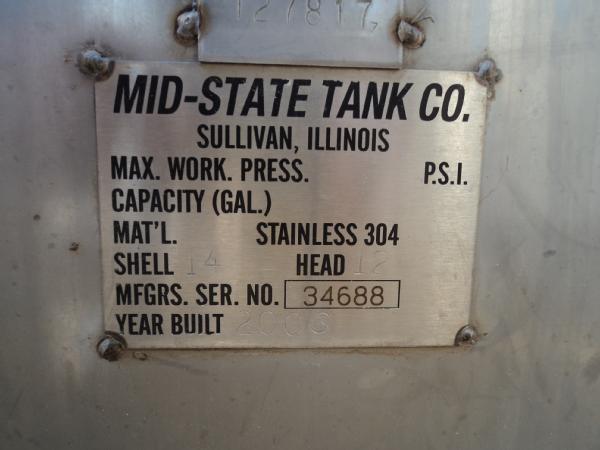 127817
MID-STATE TANK CO.
SULLIVAN, ILLINOIS
MAX. WORK. PRESS. P.S.I.
CAPACITY (GAL.)
MAT'L. STAINLESS 304
SHELL 14 HEAD 12
MFGRS. SER. NO. 34688
YEAR BUILT